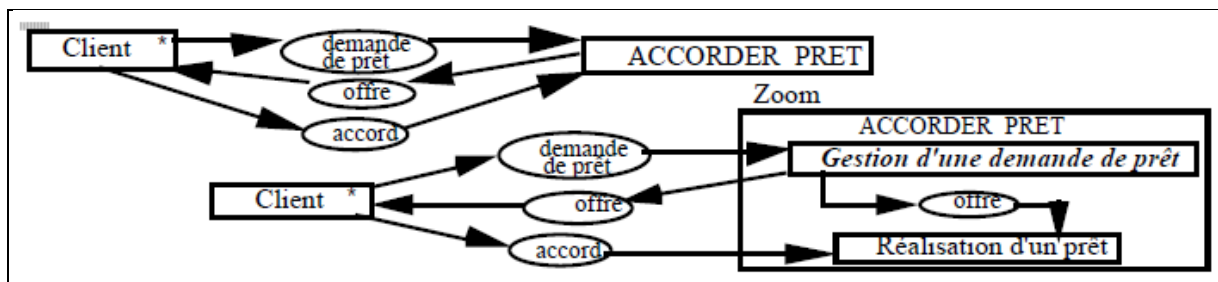 Client *
demande
de prêt
ACCORDER PRET
offre
accord
Zoom
ACCORDER PRET
demande
de prêt
Gestion d'une demande de prêt
Client *
offre
offre
accord
Réalisation d'un prêt